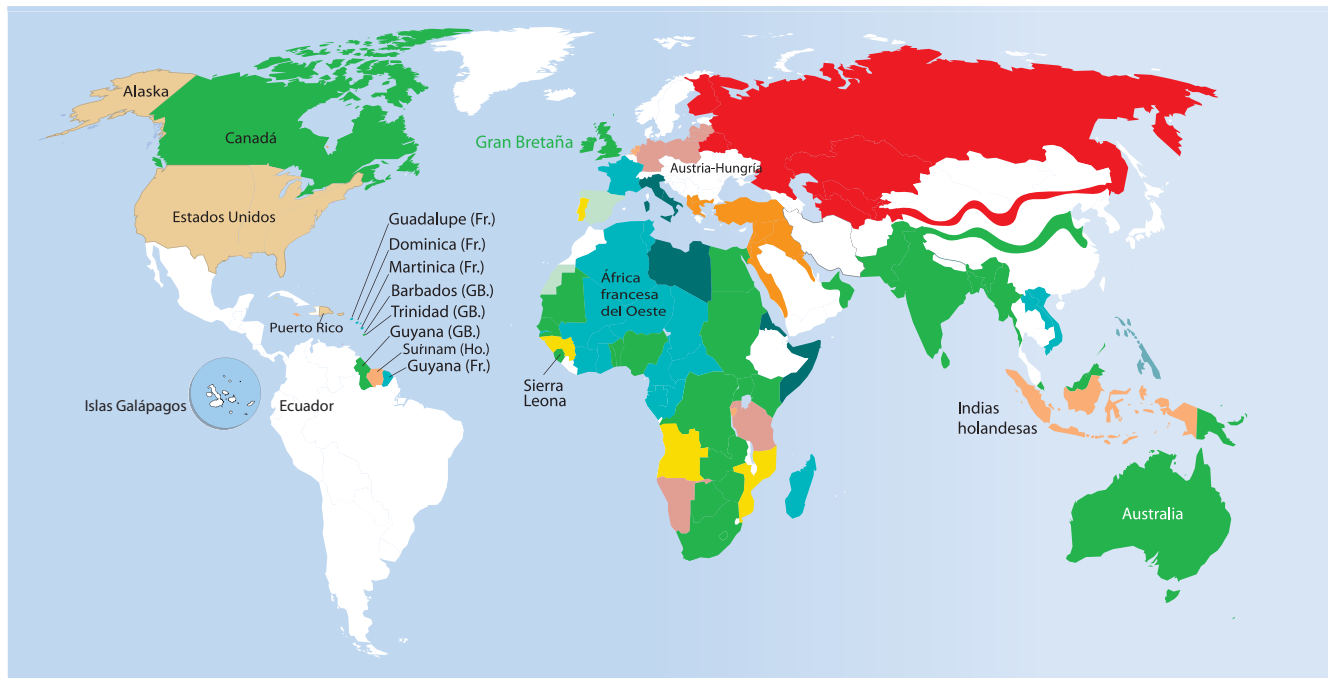 Alaska
Canadá
Gran Bretaña
Austria-Hungría
Estados Unidos
Guadalupe (Fr.)
Dominica (Fr.)
Martinica (Fr.)
Barbados (GB.)
Trinidad (GB.)
Guyana (GB.)
Surinam (Ho.)
Guyana (Fr.)
Puerto Rico
África
francesa
del Oeste
Sierra
Leona
Islas Galápagos
Ecuador
Indias
holandesas
Australia